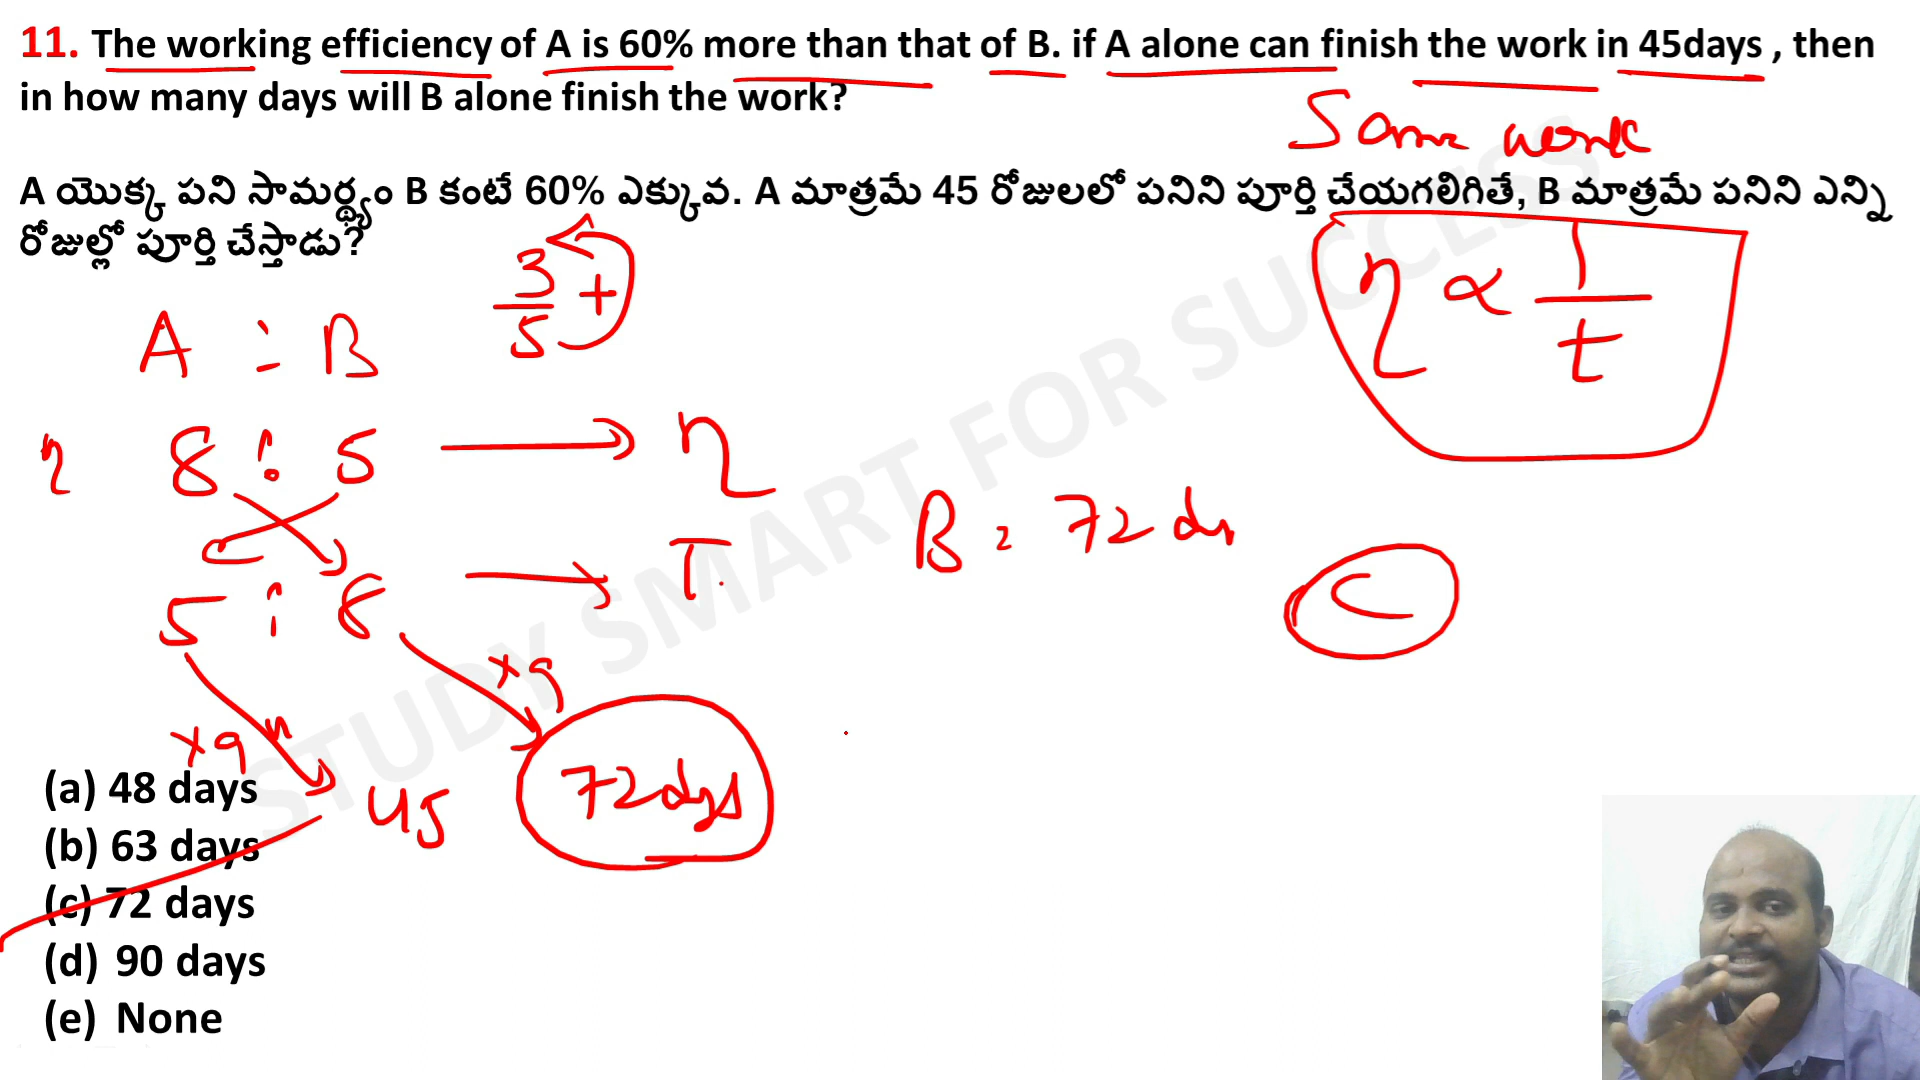 11. The working efficiency of A is 60% more than that of B. if A alone can finish the work in 45days , then
in how many days will B alone finish the work?
Same work
A యొక్క పని సామర్థ్యం B కంటే 60% ఎక్కువ. A మాత్రమే 45 రోజులలో పనిని పూర్తి చేయగలిగితే, B మాత్రమే పనిని ఎన్ని
రోజుల్లో పూర్తి చేస్తాడు?
3/5 +
η ∝ 1/t
A : B
η 8 : 5 → η
B = 72 days
5 : 8 → T
C
×9
×9
45 72 days
(a) 48 days
(b) 63 days
(c) 72 days
(d) 90 days
(e) None
STUDY SMART FOR SUCCESS